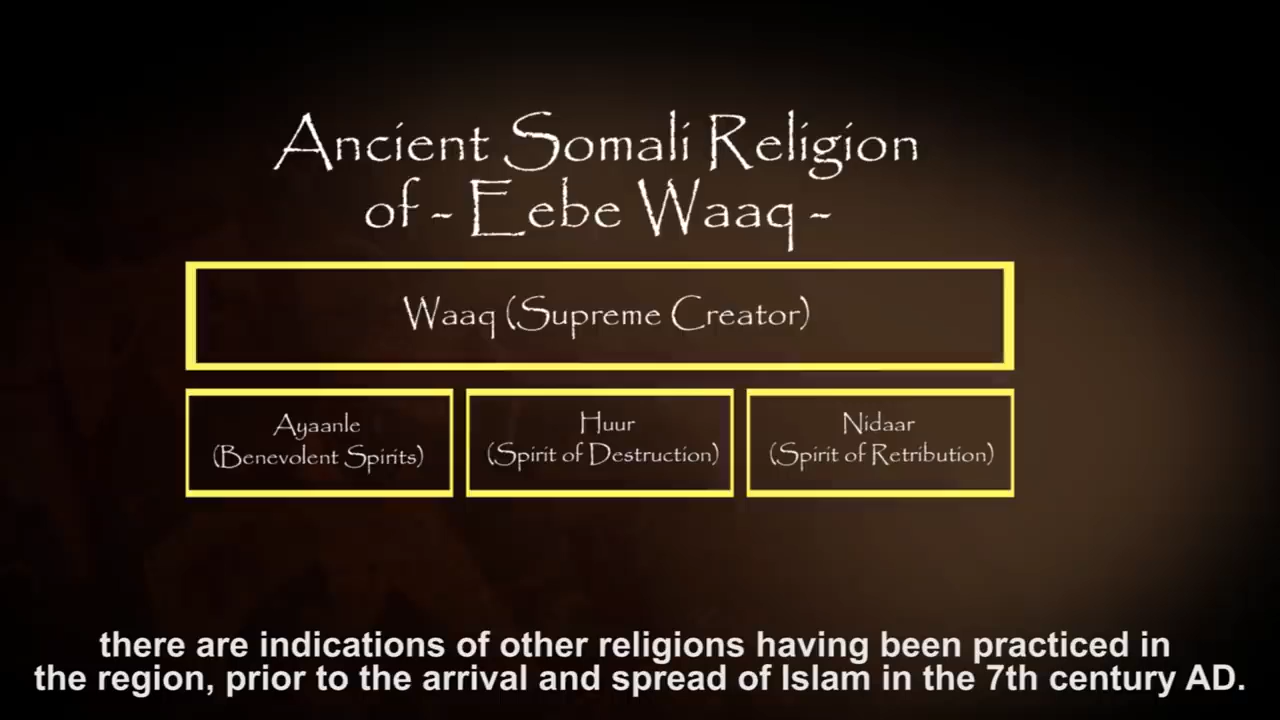 Ancient Somali Religion
of - Eebe Waaq -
Waaq (Supreme Creator)
Ayaanle
(Benevolent Spirits)
Huur
(Spirit of Destruction)
Nidaar
(Spirit of Retribution)
there are indications of other religions having been practiced in
the region, prior to the arrival and spread of Islam in the 7th century AD.